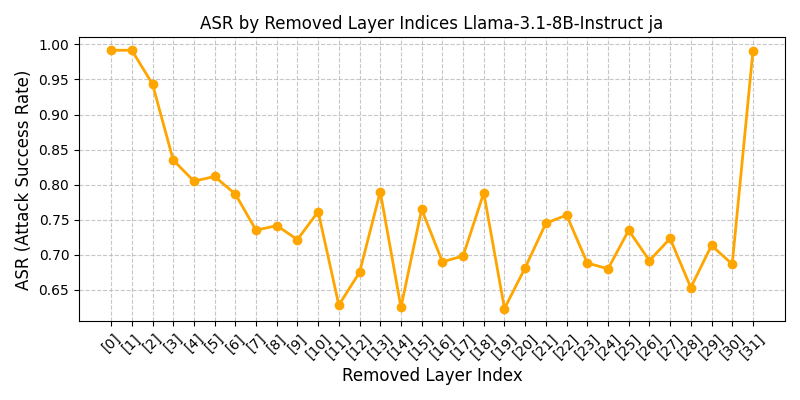 ASR by Removed Layer Indices Llama-3.1-8B-Instruct ja
1.00
0.95
0.90
0.85
0.80
0.75
0.70
0.65
ASR (Attack Success Rate)
[0] [1] [2] [3] [4] [5] [6] [7] [8] [9] [10] [11] [12] [13] [14] [15] [16] [17] [18] [19] [20] [21] [22] [23] [24] [25] [26] [27] [28] [29] [30] [31]
Removed Layer Index